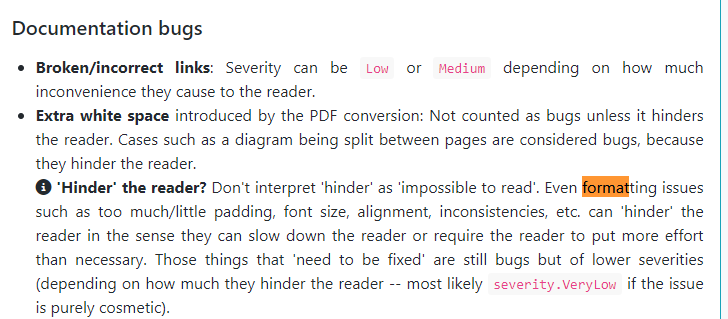 Documentation bugs
Broken/incorrect links: Severity can be Low or Medium depending on how much
inconvenience they cause to the reader.
Extra white space introduced by the PDF conversion: Not counted as bugs unless it hinders
the reader. Cases such as a diagram being split between pages are considered bugs, because
they hinder the reader.
'Hinder' the reader? Don't interpret 'hinder' as 'impossible to read'. Even formatting issues
such as too much/little padding, font size, alignment, inconsistencies, etc. can 'hinder' the
reader in the sense they can slow down the reader or require the reader to put more effort
than necessary. Those things that 'need to be fixed' are still bugs but of lower severities
(depending on how much they hinder the reader -- most likely severity.VeryLow if the issue
is purely cosmetic).